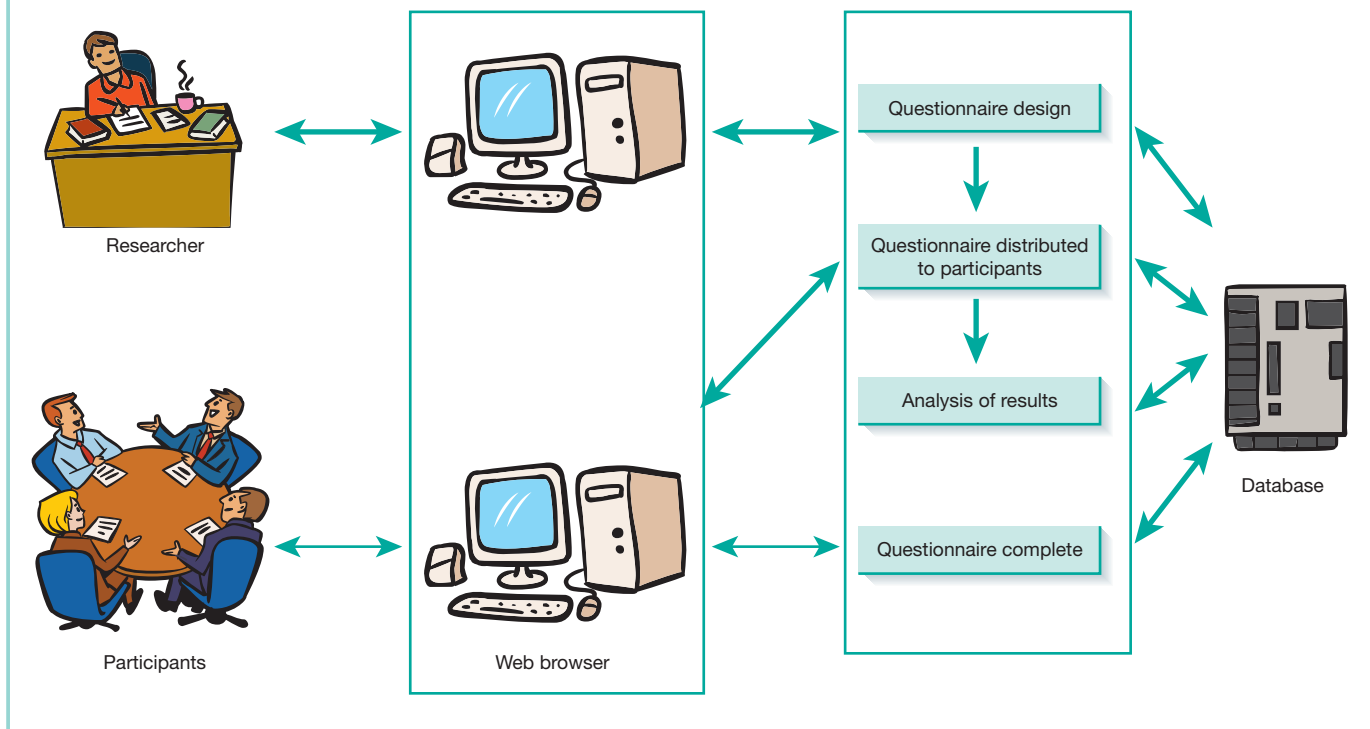 Researcher
Participants
Web browser
Questionnaire design
Questionnaire distributed
to participants
Analysis of results
Questionnaire complete
Database